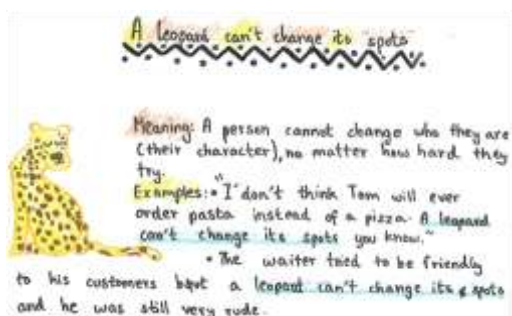 A leopard can't change its spots
Meaning: A person cannot change who they are
(their character), no matter how hard they
try.
Examples: • "I don't think Tom will ever
order pasta instead of a pizza. A leopard
can't change its spots you know."
• The waiter tried to be friendly
to his customers but a leopard can't change its spots
and he was still very rude.